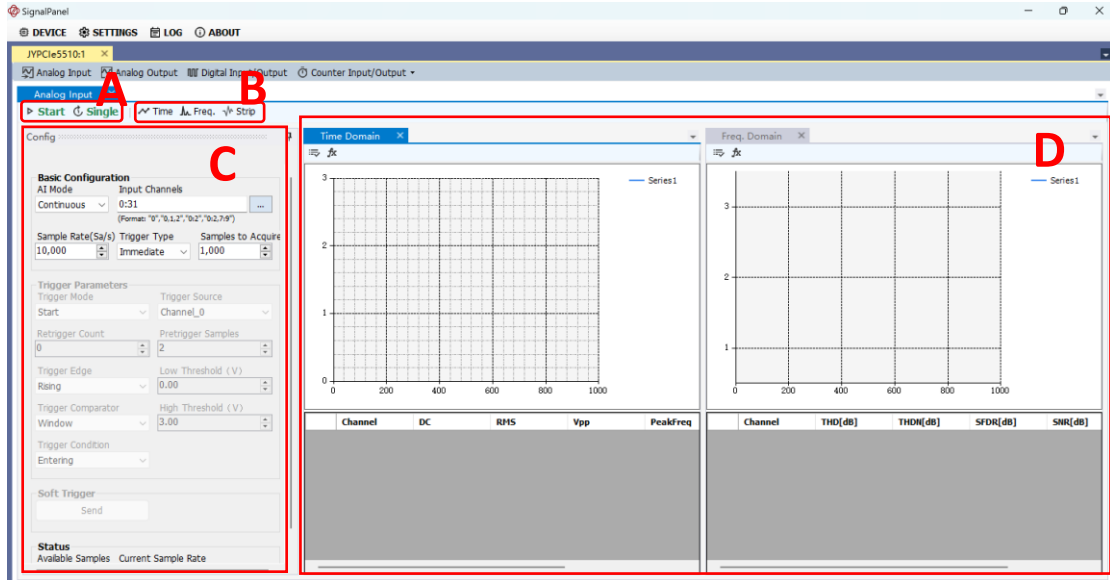 SignalPanel
DEVICE SETTINGS LOG ABOUT
JYPCIe5510:1
Analog Input Analog Output Digital Input/Output Counter Input/Output
Analog Input
A
B
Start Single Time Freq. Strip
Config
C
Basic Configuration
AI Mode Input Channels
Continuous 0:31 ...
(Format: "0","0,1,2","0:2","0:2,7:9")
Sample Rate(Sa/s) Trigger Type Samples to Acquire
10,000 Immediate 1,000
Trigger Parameters
Trigger Mode Trigger Source
Start Channel_0
Retrigger Count Pretrigger Samples
0 2
Trigger Edge Low Threshold (V)
Rising 0.00
Trigger Comparator High Threshold (V)
Window 3.00
Trigger Condition
Entering
Soft Trigger
Send
Status
Available Samples Current Sample Rate
Time Domain
fx
3
2
1
0
0 200 400 600 800 1000
Series1
Channel DC RMS Vpp PeakFreq
Freq. Domain
D
fx
3
2
1
0 200 400 600 800 1000
Series1
Channel THD[dB] THDN[dB] SFDR[dB] SNR[dB]